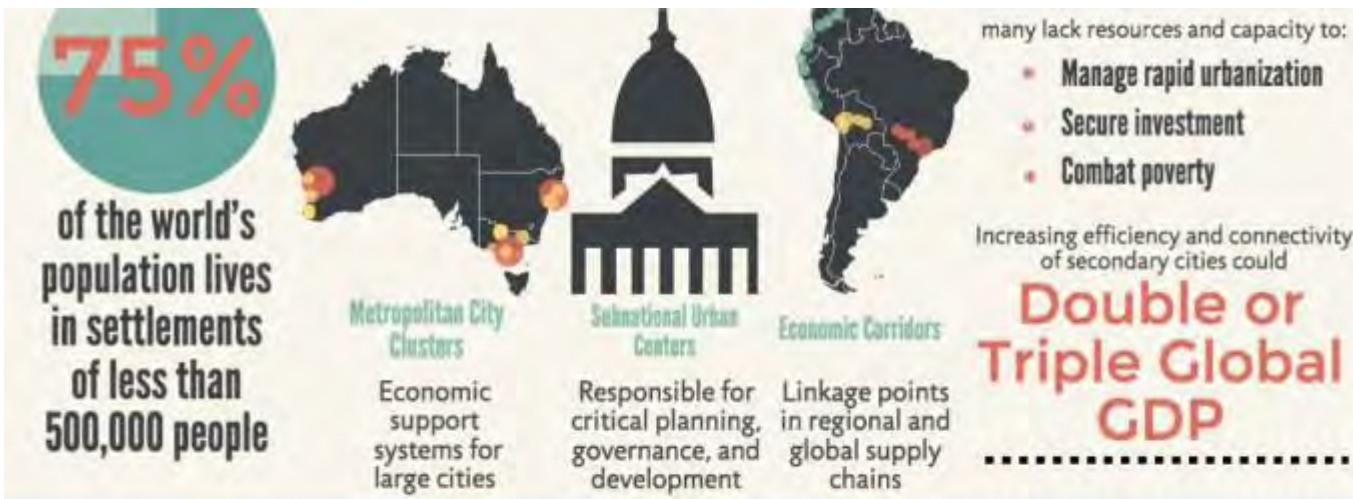 75%
of the world's
population lives
in settlements
of less than
500,000 people
Metropolitan City
Clusters
Economic
support
systems for
large cities
Subnational Urban
Centers
Responsible for
critical planning,
governance, and
development
Economic Corridors
Linkage points
in regional and
global supply
chains
many lack resources and capacity to:
• Manage rapid urbanization
• Secure investment
• Combat poverty
Increasing efficiency and connectivity
of secondary cities could
Double or
Triple Global
GDP